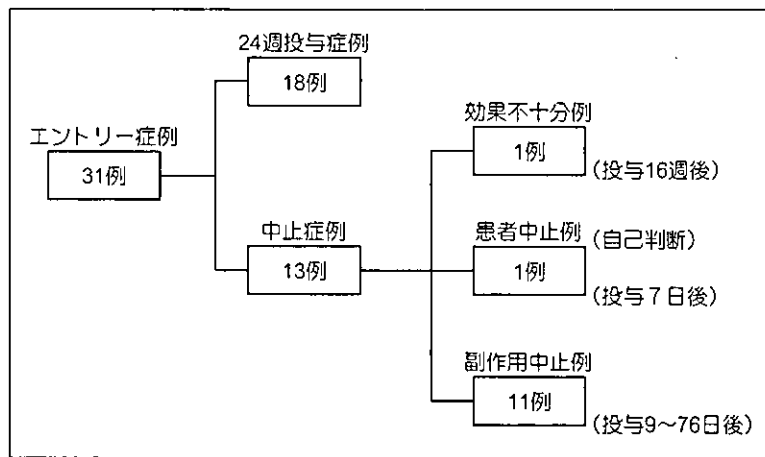 24週投与症例
18例
エントリー症例
31例
中止症例
13例
効果不十分例
1例
(投与16週後)
患者中止例 (自己判断)
1例
(投与7日後)
副作用中止例
11例
(投与9〜76日後)